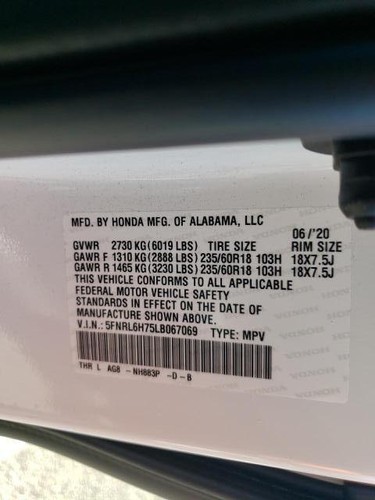 MFD. BY HONDA MFG. OF ALABAMA, LLC 06/'20
GVWR 2730 KG(6019 LBS) TIRE SIZE RIM SIZE
GAWR F 1310 KG(2888 LBS)235/60R18 103H 18X7.5J
GAWR R 1465 KG(3230 LBS)235/60R18 103H 18X7.5J
THIS VEHICLE CONFORMS TO ALL APPLICABLE
FEDERAL MOTOR VEHICLE SAFETY
STANDARDS IN EFFECT ON THE DATE OF
MANUFACTURE SHOWN ABOVE.
V.I.N.: 5FNRL6H75LB067069 TYPE: MPV
THR L AG8 -NH883P -D -B